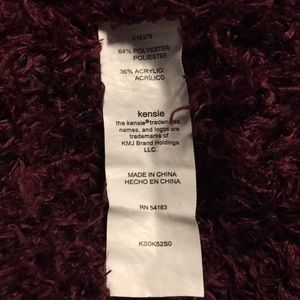 216379
64% POLYESTER/
POLIESTER
36% ACRYLIC/
ACRILICO
kensie
the kensie® trademarks,
names, and logos are
trademarks of
KMJ Brand Holdings
LLC.
MADE IN CHINA
HECHO EN CHINA
RN 54163
KS0K52S0